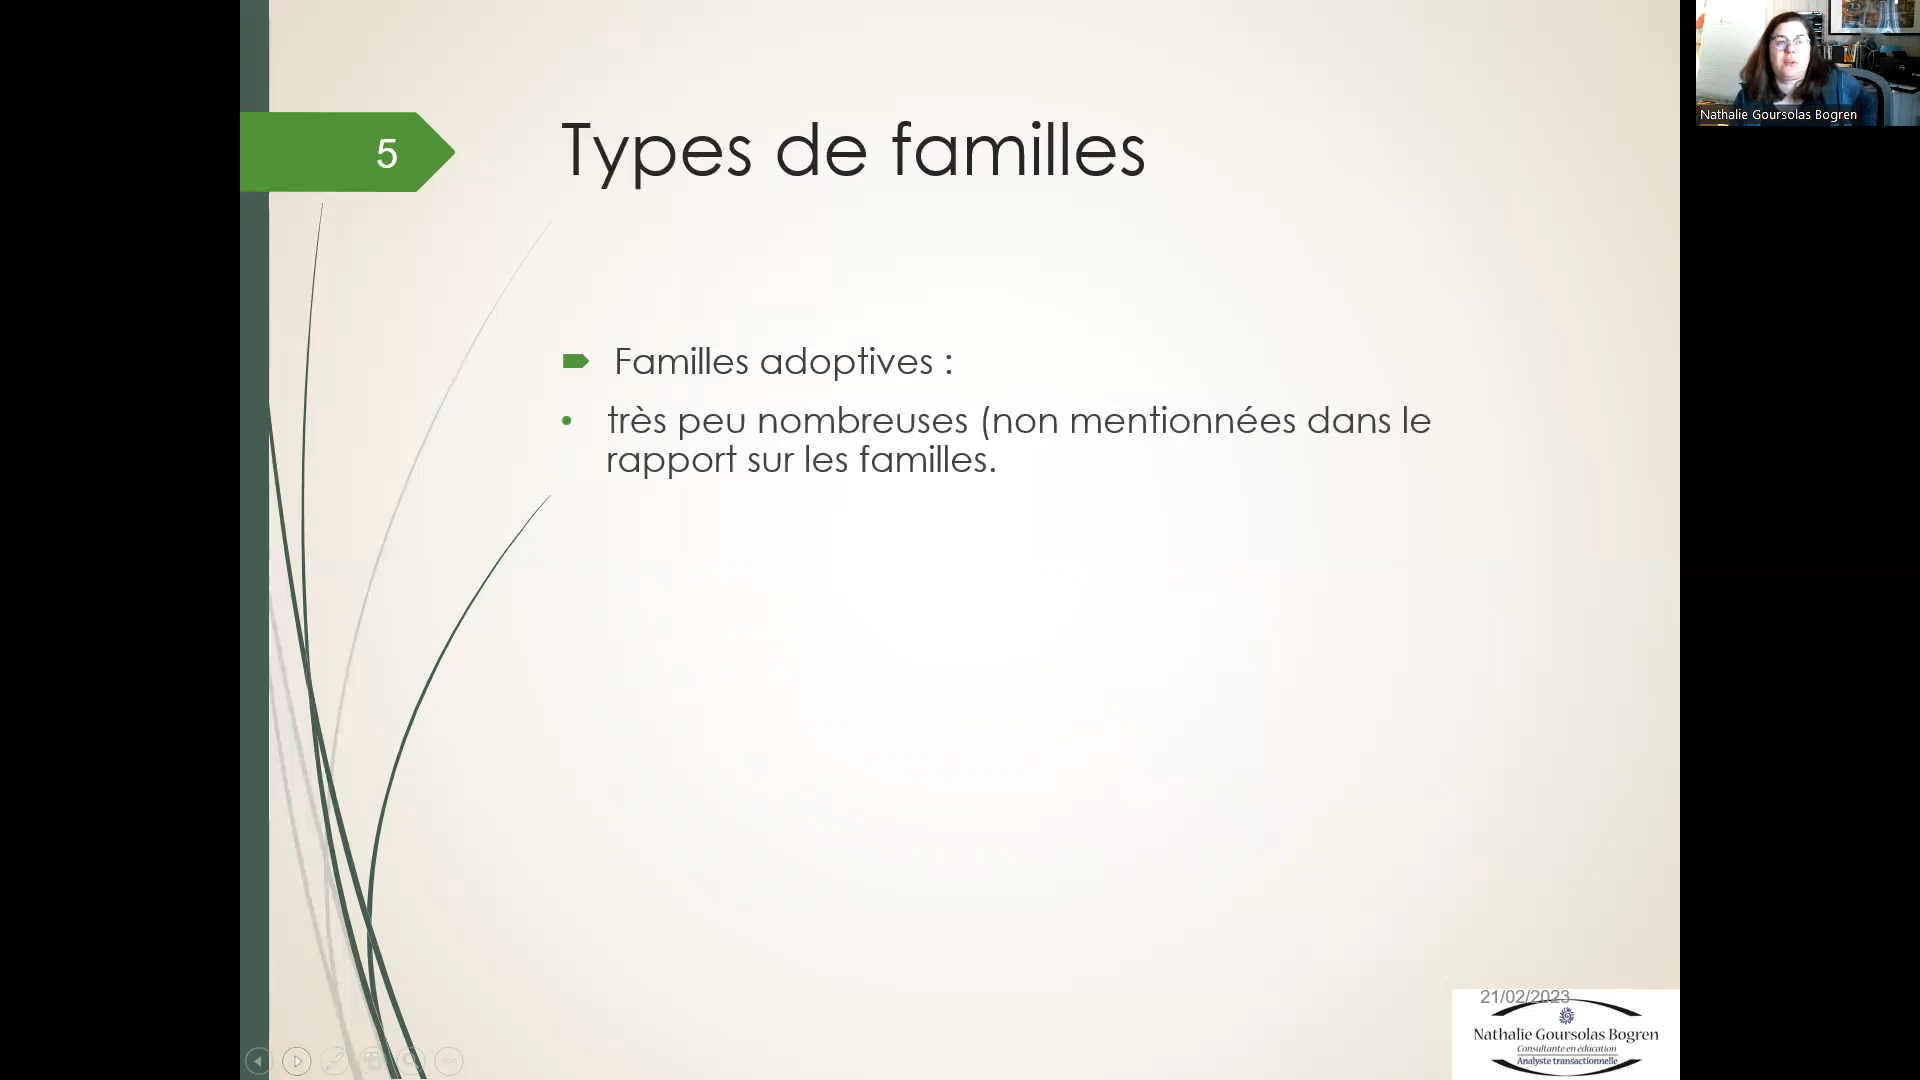 5
Types de familles
Familles adoptives :
• très peu nombreuses (non mentionnées dans le
rapport sur les familles.
Nathalie Goursolas Bogren
21/02/2023
Nathalie Goursolas Bogren
Consultante en éducation
Analyste transactionnelle